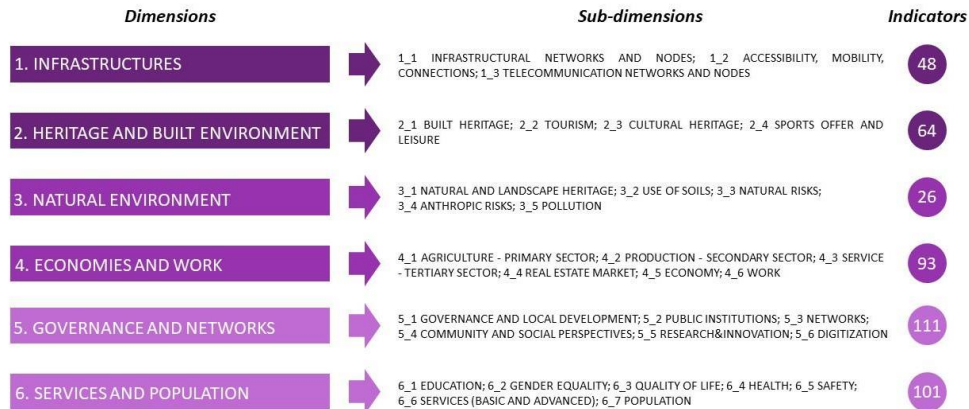 Dimensions Sub-dimensions Indicators
1. INFRASTRUCTURES
1_1 INFRASTRUCTURAL NETWORKS AND NODES; 1_2 ACCESSIBILITY, MOBILITY,
CONNECTIONS; 1_3 TELECOMMUNICATION NETWORKS AND NODES
48
2. HERITAGE AND BUILT ENVIRONMENT
2_1 BUILT HERITAGE; 2_2 TOURISM; 2_3 CULTURAL HERITAGE; 2_4 SPORTS OFFER AND
LEISURE
64
3. NATURAL ENVIRONMENT
3_1 NATURAL AND LANDSCAPE HERITAGE; 3_2 USE OF SOILS; 3_3 NATURAL RISKS;
3_4 ANTHROPIC RISKS; 3_5 POLLUTION
26
4. ECONOMIES AND WORK
4_1 AGRICULTURE - PRIMARY SECTOR; 4_2 PRODUCTION - SECONDARY SECTOR; 4_3 SERVICE
- TERTIARY SECTOR; 4_4 REAL ESTATE MARKET; 4_5 ECONOMY; 4_6 WORK
93
5. GOVERNANCE AND NETWORKS
5_1 GOVERNANCE AND LOCAL DEVELOPMENT; 5_2 PUBLIC INSTITUTIONS; 5_3 NETWORKS;
5_4 COMMUNITY AND SOCIAL PERSPECTIVES; 5_5 RESEARCH&INNOVATION; 5_6 DIGITIZATION
111
6. SERVICES AND POPULATION
6_1 EDUCATION; 6_2 GENDER EQUALITY; 6_3 QUALITY OF LIFE; 6_4 HEALTH; 6_5 SAFETY;
6_6 SERVICES (BASIC AND ADVANCED); 6_7 POPULATION
101